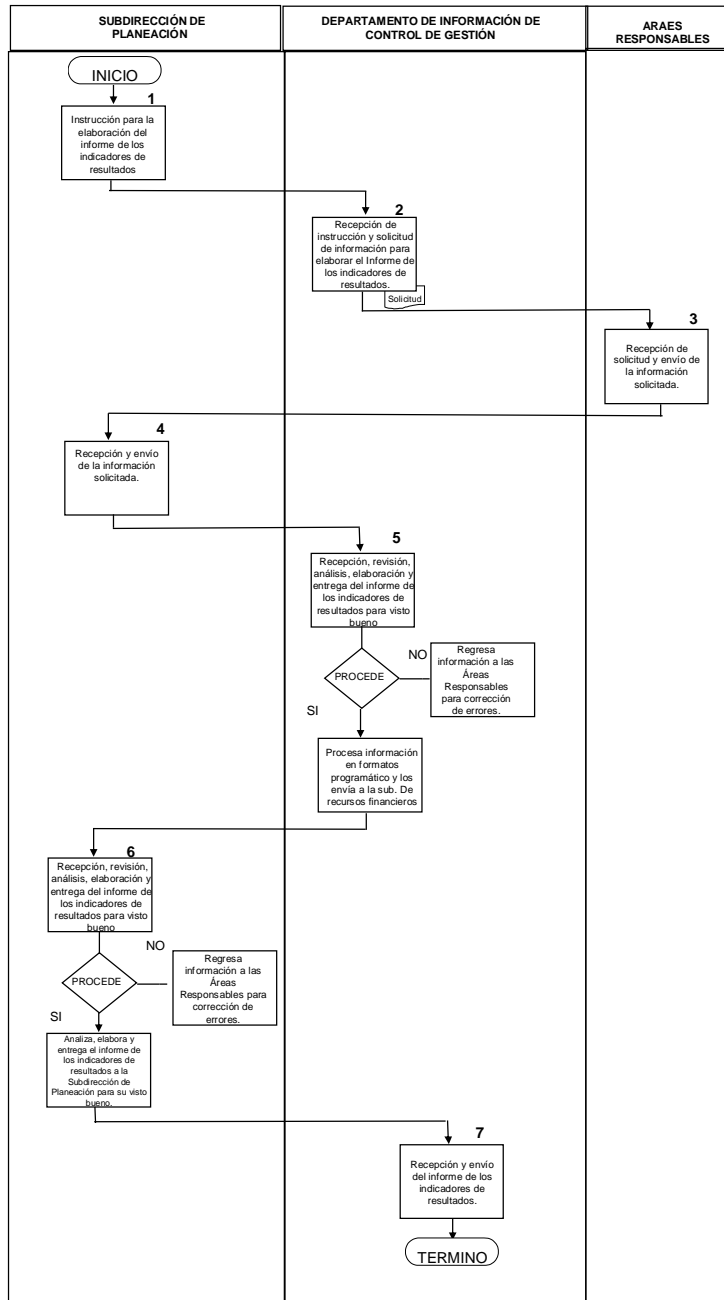 SUBDIRECCIÓN DE
PLANEACIÓN
DEPARTAMENTO DE INFORMACIÓN DE
CONTROL DE GESTIÓN
ARAES
RESPONSABLES
INICIO
1
Instrucción para la
elaboración del
informe de los
indicadores de
resultados
2
Recepción de
instrucción y solicitud
de información para
elaborar el Informe de
los indicadores de
resultados.
Solicitud
3
Recepción de
solicitud y envío de
la información
solicitada.
4
Recepción y envío
de la información
solicitada.
5
Recepción, revisión,
análisis, elaboración y
entrega del informe de
los indicadores de
resultados para visto
bueno
PROCEDE
NO
Regresa
información a las
Áreas
Responsables
para corrección
de errores.
SI
Procesa información
en formatos
programático y los
envía a la sub. De
recursos financieros
6
Recepción, revisión,
análisis, elaboración y
entrega del informe de
los indicadores de
resultados para visto
bueno
NO
PROCEDE
Regresa
información a las
Áreas
Responsables para
corrección de
errores.
SI
Analiza, elabora y
entrega el informe de
los indicadores de
resultados a la
Subdirección de
Planeación para su visto
bueno.
7
Recepción y envío
del informe de los
indicadores de
resultados.
TERMINO